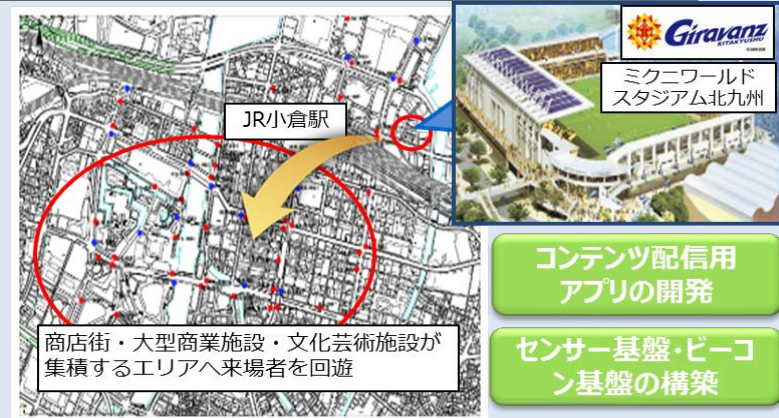 Giravanz
KITAKYUSHU
ミクニワールド
スタジアム北九州
JR小倉駅
商店街・大型商業施設・文化芸術施設が
集積するエリアへ来場者を回遊
コンテンツ配信用
アプリの開発
センサー基盤・ビーコ
ン基盤の構築